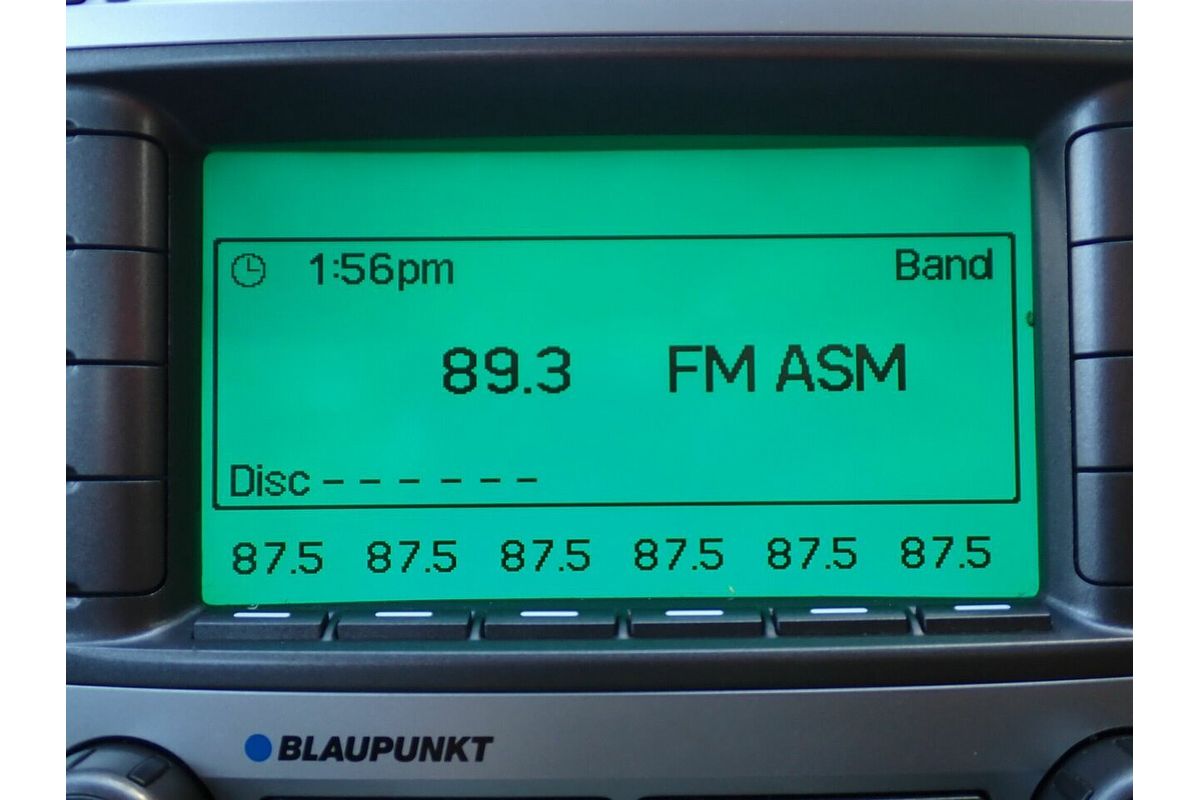 1:56pm Band
89.3 FM ASM
Disc – – – – – –
87.5 87.5 87.5 87.5 87.5 87.5
BLAUPUNKT